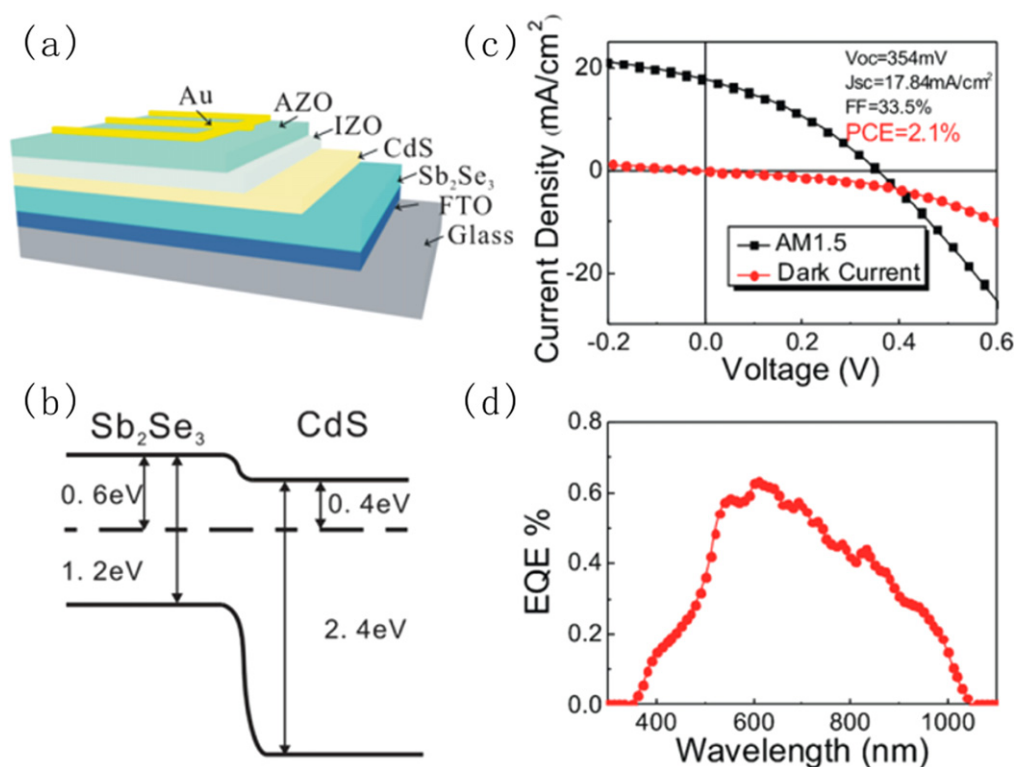 (a)
Au
AZO
IZO
CdS
Sb₂Se₃
FTO
Glass
(b)
Sb₂Se₃
CdS
0.6eV
0.4eV
1.2eV
2.4eV
(c)
Current Density (mA/cm²)
20
0
-20
Voc=354mV
Jsc=17.84mA/cm²
FF=33.5%
PCE=2.1%
AM1.5
Dark Current
-0.2 0.0 0.2 0.4 0.6
Voltage (V)
(d)
EQE %
0.8
0.6
0.4
0.2
0.0
400 600 800 1000
Wavelength (nm)